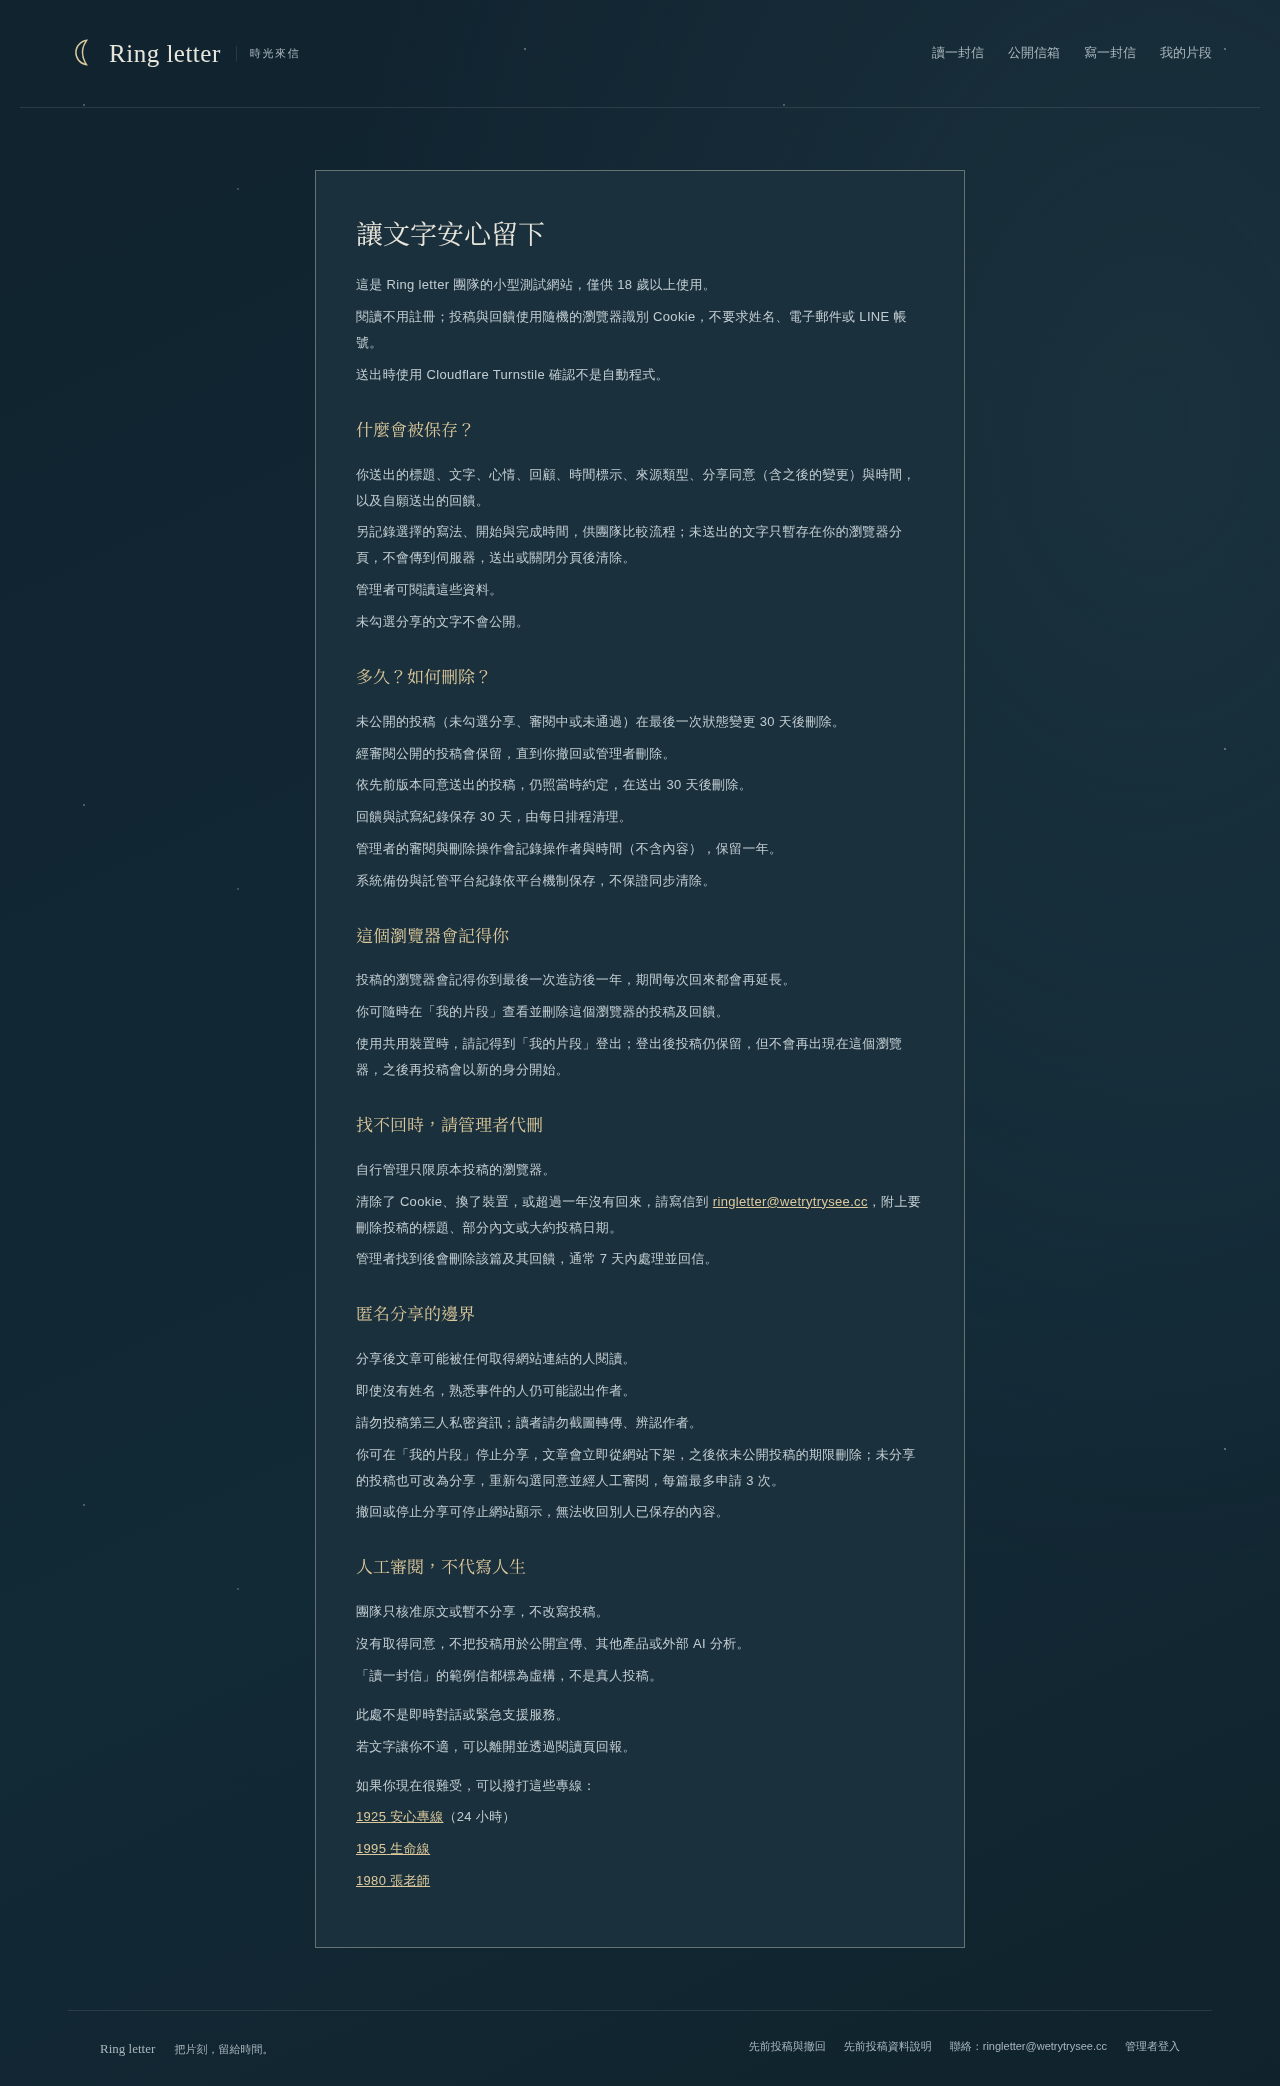 Ring letter 時光來信 讀一封信 公開信箱 寫一封信 我的片段
讓文字安心留下
這是 Ring letter 團隊的小型測試網站，僅供 18 歲以上使用。
閱讀不用註冊；投稿與回饋使用隨機的瀏覽器識別 Cookie，不要求姓名、電子郵件或 LINE 帳
號。
送出時使用 Cloudflare Turnstile 確認不是自動程式。
什麼會被保存？
你送出的標題、文字、心情、回顧、時間標示、來源類型、分享同意（含之後的變更）與時間，
以及自願送出的回饋。
另記錄選擇的寫法、開始與完成時間，供團隊比較流程；未送出的文字只暫存在你的瀏覽器分
頁，不會傳到伺服器，送出或關閉分頁後清除。
管理者可閱讀這些資料。
未勾選分享的文字不會公開。
多久？如何刪除？
未公開的投稿（未勾選分享、審閱中或未通過）在最後一次狀態變更 30 天後刪除。
經審閱公開的投稿會保留，直到你撤回或管理者刪除。
依先前版本同意送出的投稿，仍照當時約定，在送出 30 天後刪除。
回饋與試寫紀錄保存 30 天，由每日排程清理。
管理者的審閱與刪除操作會記錄操作者與時間（不含內容），保留一年。
系統備份與託管平台紀錄依平台機制保存，不保證同步清除。
這個瀏覽器會記得你
投稿的瀏覽器會記得你到最後一次造訪後一年，期間每次回來都會再延長。
你可隨時在「我的片段」查看並刪除這個瀏覽器的投稿及回饋。
使用共用裝置時，請記得到「我的片段」登出；登出後投稿仍保留，但不會再出現在這個瀏覽
器，之後再投稿會以新的身分開始。
找不回時，請管理者代刪
自行管理只限原本投稿的瀏覽器。
清除了 Cookie、換了裝置，或超過一年沒有回來，請寫信到 ringletter@wetrytrysee.cc，附上要
刪除投稿的標題、部分內文或大約投稿日期。
管理者找到後會刪除該篇及其回饋，通常 7 天內處理並回信。
匿名分享的邊界
分享後文章可能被任何取得網站連結的人閱讀。
即使沒有姓名，熟悉事件的人仍可能認出作者。
請勿投稿第三人私密資訊；讀者請勿截圖轉傳、辨認作者。
你可在「我的片段」停止分享，文章會立即從網站下架，之後依未公開投稿的期限刪除；未分享
的投稿也可改為分享，重新勾選同意並經人工審閱，每篇最多申請 3 次。
撤回或停止分享可停止網站顯示，無法收回別人已保存的內容。
人工審閱，不代寫人生
團隊只核准原文或暫不分享，不改寫投稿。
沒有取得同意，不把投稿用於公開宣傳、其他產品或外部 AI 分析。
「讀一封信」的範例信都標為虛構，不是真人投稿。
此處不是即時對話或緊急支援服務。
若文字讓你不適，可以離開並透過閱讀頁回報。
如果你現在很難受，可以撥打這些專線：
1925 安心專線（24 小時）
1995 生命線
1980 張老師
Ring letter 把片刻，留給時間。 先前投稿與撤回 先前投稿資料說明 聯絡：ringletter@wetrytrysee.cc 管理者登入